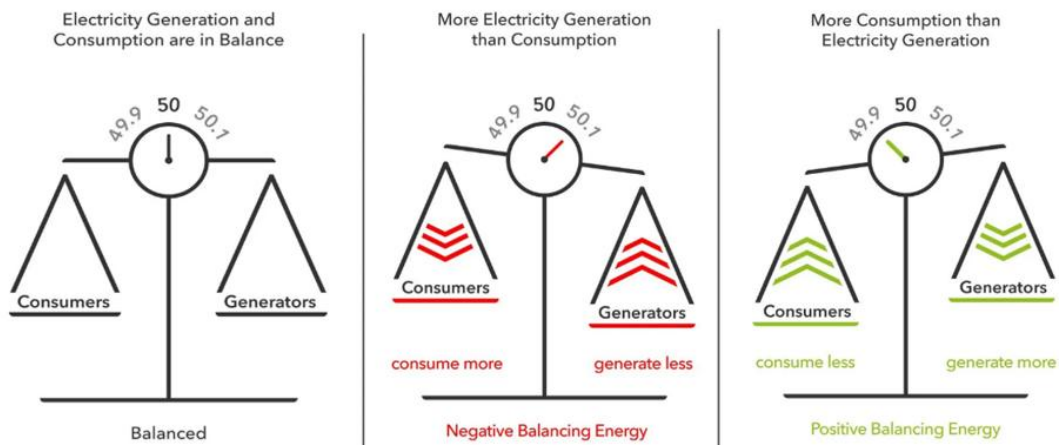 Electricity Generation and
Consumption are in Balance
49.9
50
50.1
Consumers
Generators
Balanced
More Electricity Generation
than Consumption
49.9
50
50.1
Consumers
Generators
consume more
generate less
Negative Balancing Energy
More Consumption than
Electricity Generation
49.9
50
50.1
Generators
Consumers
consume less
generate more
Positive Balancing Energy